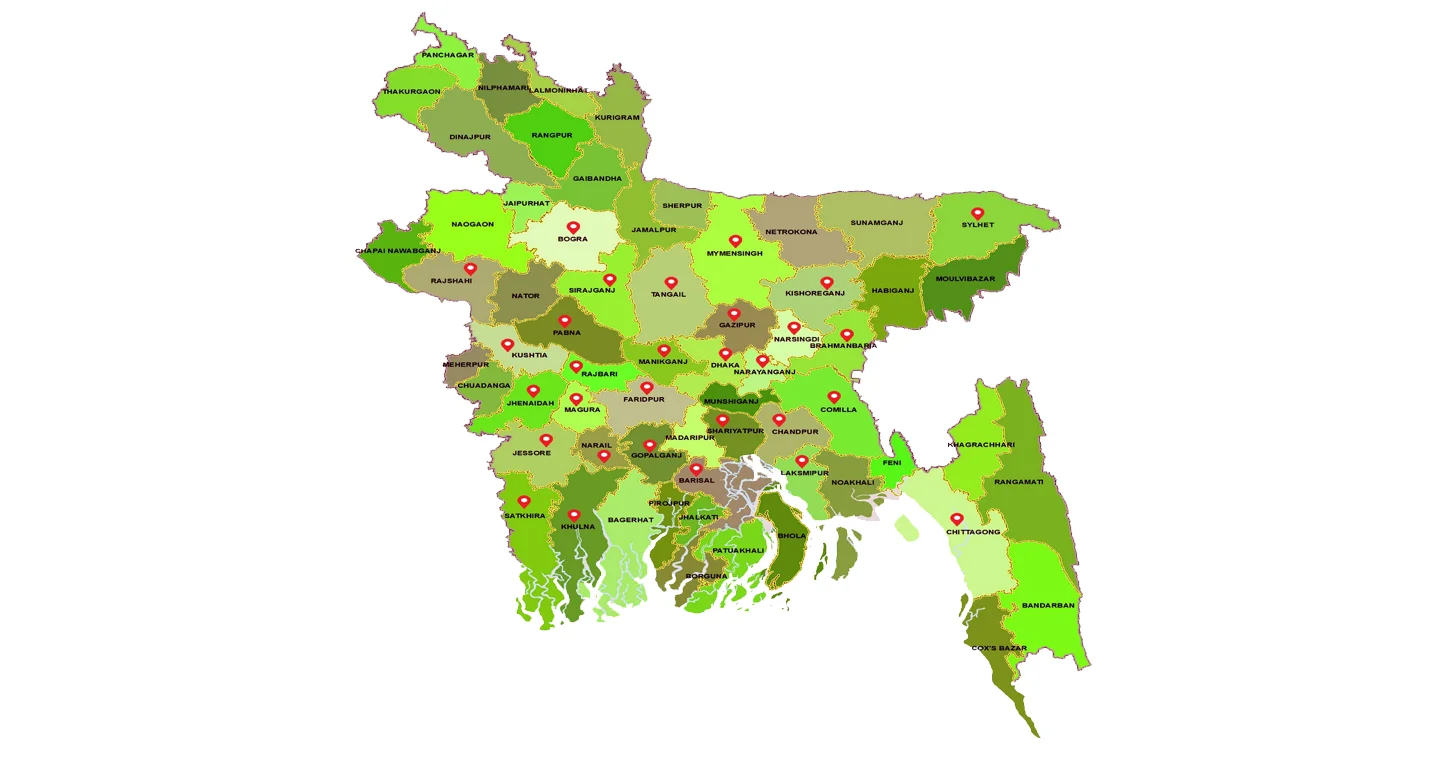 PANCHAGAR
THAKURGAON
NILPHAMARI
LALMONIRHAT
KURIGRAM
DINAJPUR
RANGPUR
GAIBANDHA
JAIPURHAT
SHERPUR
NAOGAON
JAMALPUR
NETROKONA
SUNAMGANJ
SYLHET
BOGRA
CHAPAI NAWABGANJ
MYMENSINGH
RAJSHAHI
NATOR
SIRAJGANJ
TANGAIL
KISHOREGANJ
HABIGANJ
MOULVIBAZAR
PABNA
GAZIPUR
NARSINGDI
BRAHMANBARIA
KUSHTIA
MEHERPUR
MANIKGANJ
DHAKA
NARAYANGANJ
RAJBARI
CHUADANGA
JHENAIDAH
MAGURA
FARIDPUR
MUNSHIGANJ
COMILLA
SHARIYATPUR
CHANDPUR
MADARIPUR
NARAIL
JESSORE
GOPALGANJ
KHAGRACHHARI
FENI
LAKSMIPUR
NOAKHALI
BARISAL
RANGAMATI
PIROJPUR
SATKHIRA
KHULNA
BAGERHAT
JHALKATI
BHOLA
CHITTAGONG
PATUAKHALI
BORGUNA
BANDARBAN
COX'S BAZAR